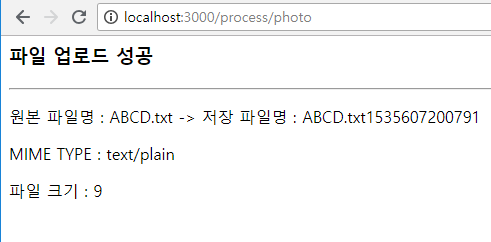 localhost:3000/process/photo
파일 업로드 성공
원본 파일명 : ABCD.txt -> 저장 파일명 : ABCD.txt1535607200791
MIME TYPE : text/plain
파일 크기 : 9